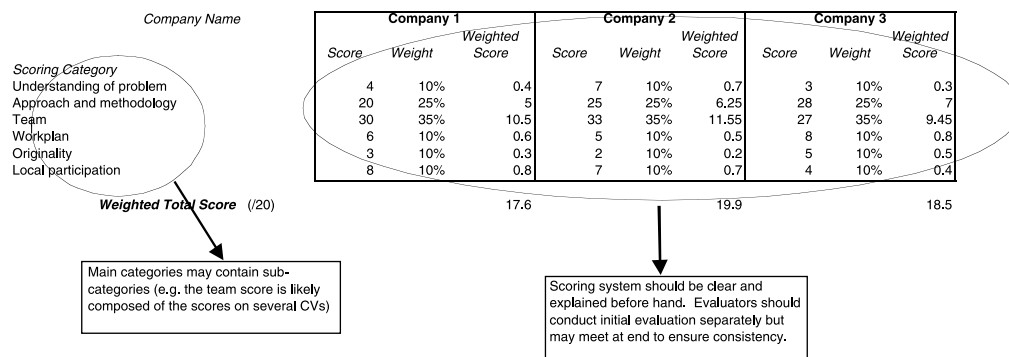 Company Name Company 1 Company 2 Company 3
Score Weight Weighted Score Score Weight Weighted Score Score Weight Weighted Score
Scoring Category
Understanding of problem 4 10% 0.4 7 10% 0.7 3 10% 0.3
Approach and methodology 20 25% 5 25 25% 6.25 28 25% 7
Team 30 35% 10.5 33 35% 11.55 27 35% 9.45
Workplan 6 10% 0.6 5 10% 0.5 8 10% 0.8
Originality 3 10% 0.3 2 10% 0.2 5 10% 0.5
Local participation 8 10% 0.8 7 10% 0.7 4 10% 0.4
Weighted Total Score (/20) 17.6 19.9 18.5
Main categories may contain sub-
categories (e.g. the team score is likely
composed of the scores on several CVs)
Scoring system should be clear and
explained before hand. Evaluators should
conduct initial evaluation separately but
may meet at end to ensure consistency.